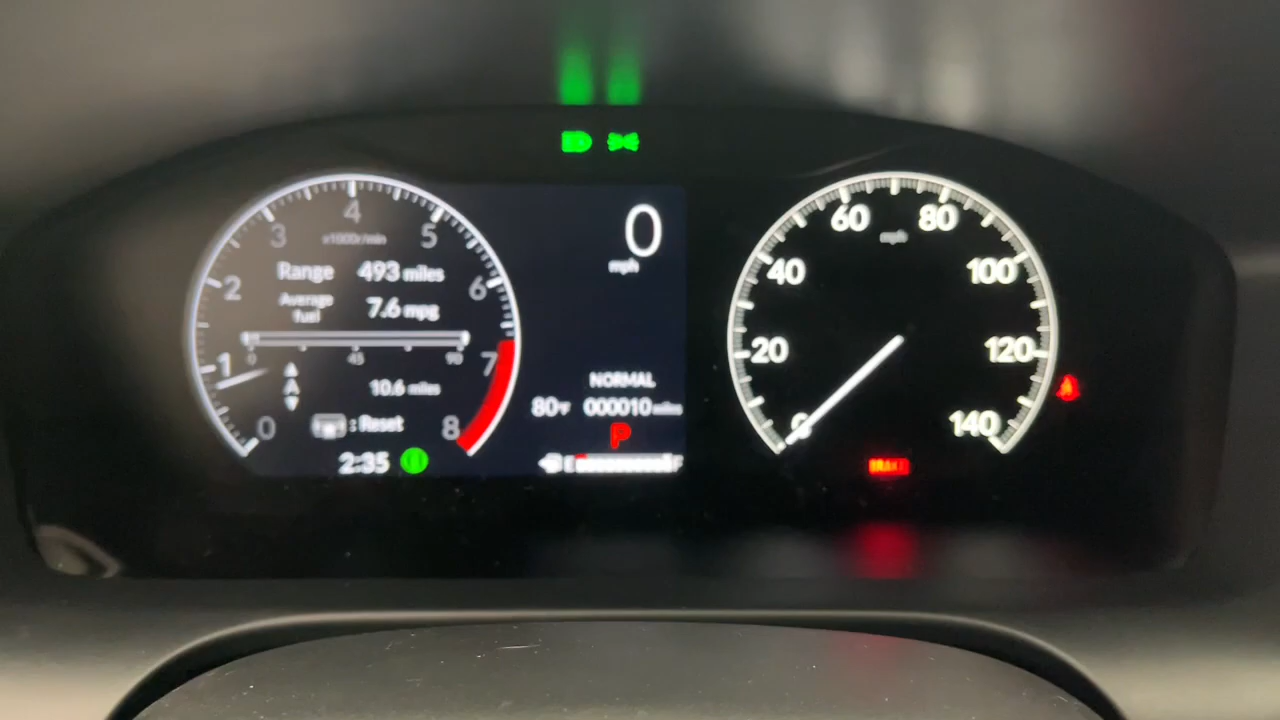 4
3
5
x1000r/min
2
6
Range 493 miles
Average fuel 7.6 mpg
1
7
0 45 90
A
10.6 miles
0
8
: Reset
2:35
0
mph
NORMAL
80°F 000010 miles
P
E F
60 80
mph
40 100
20 120
0 140
BRAKE